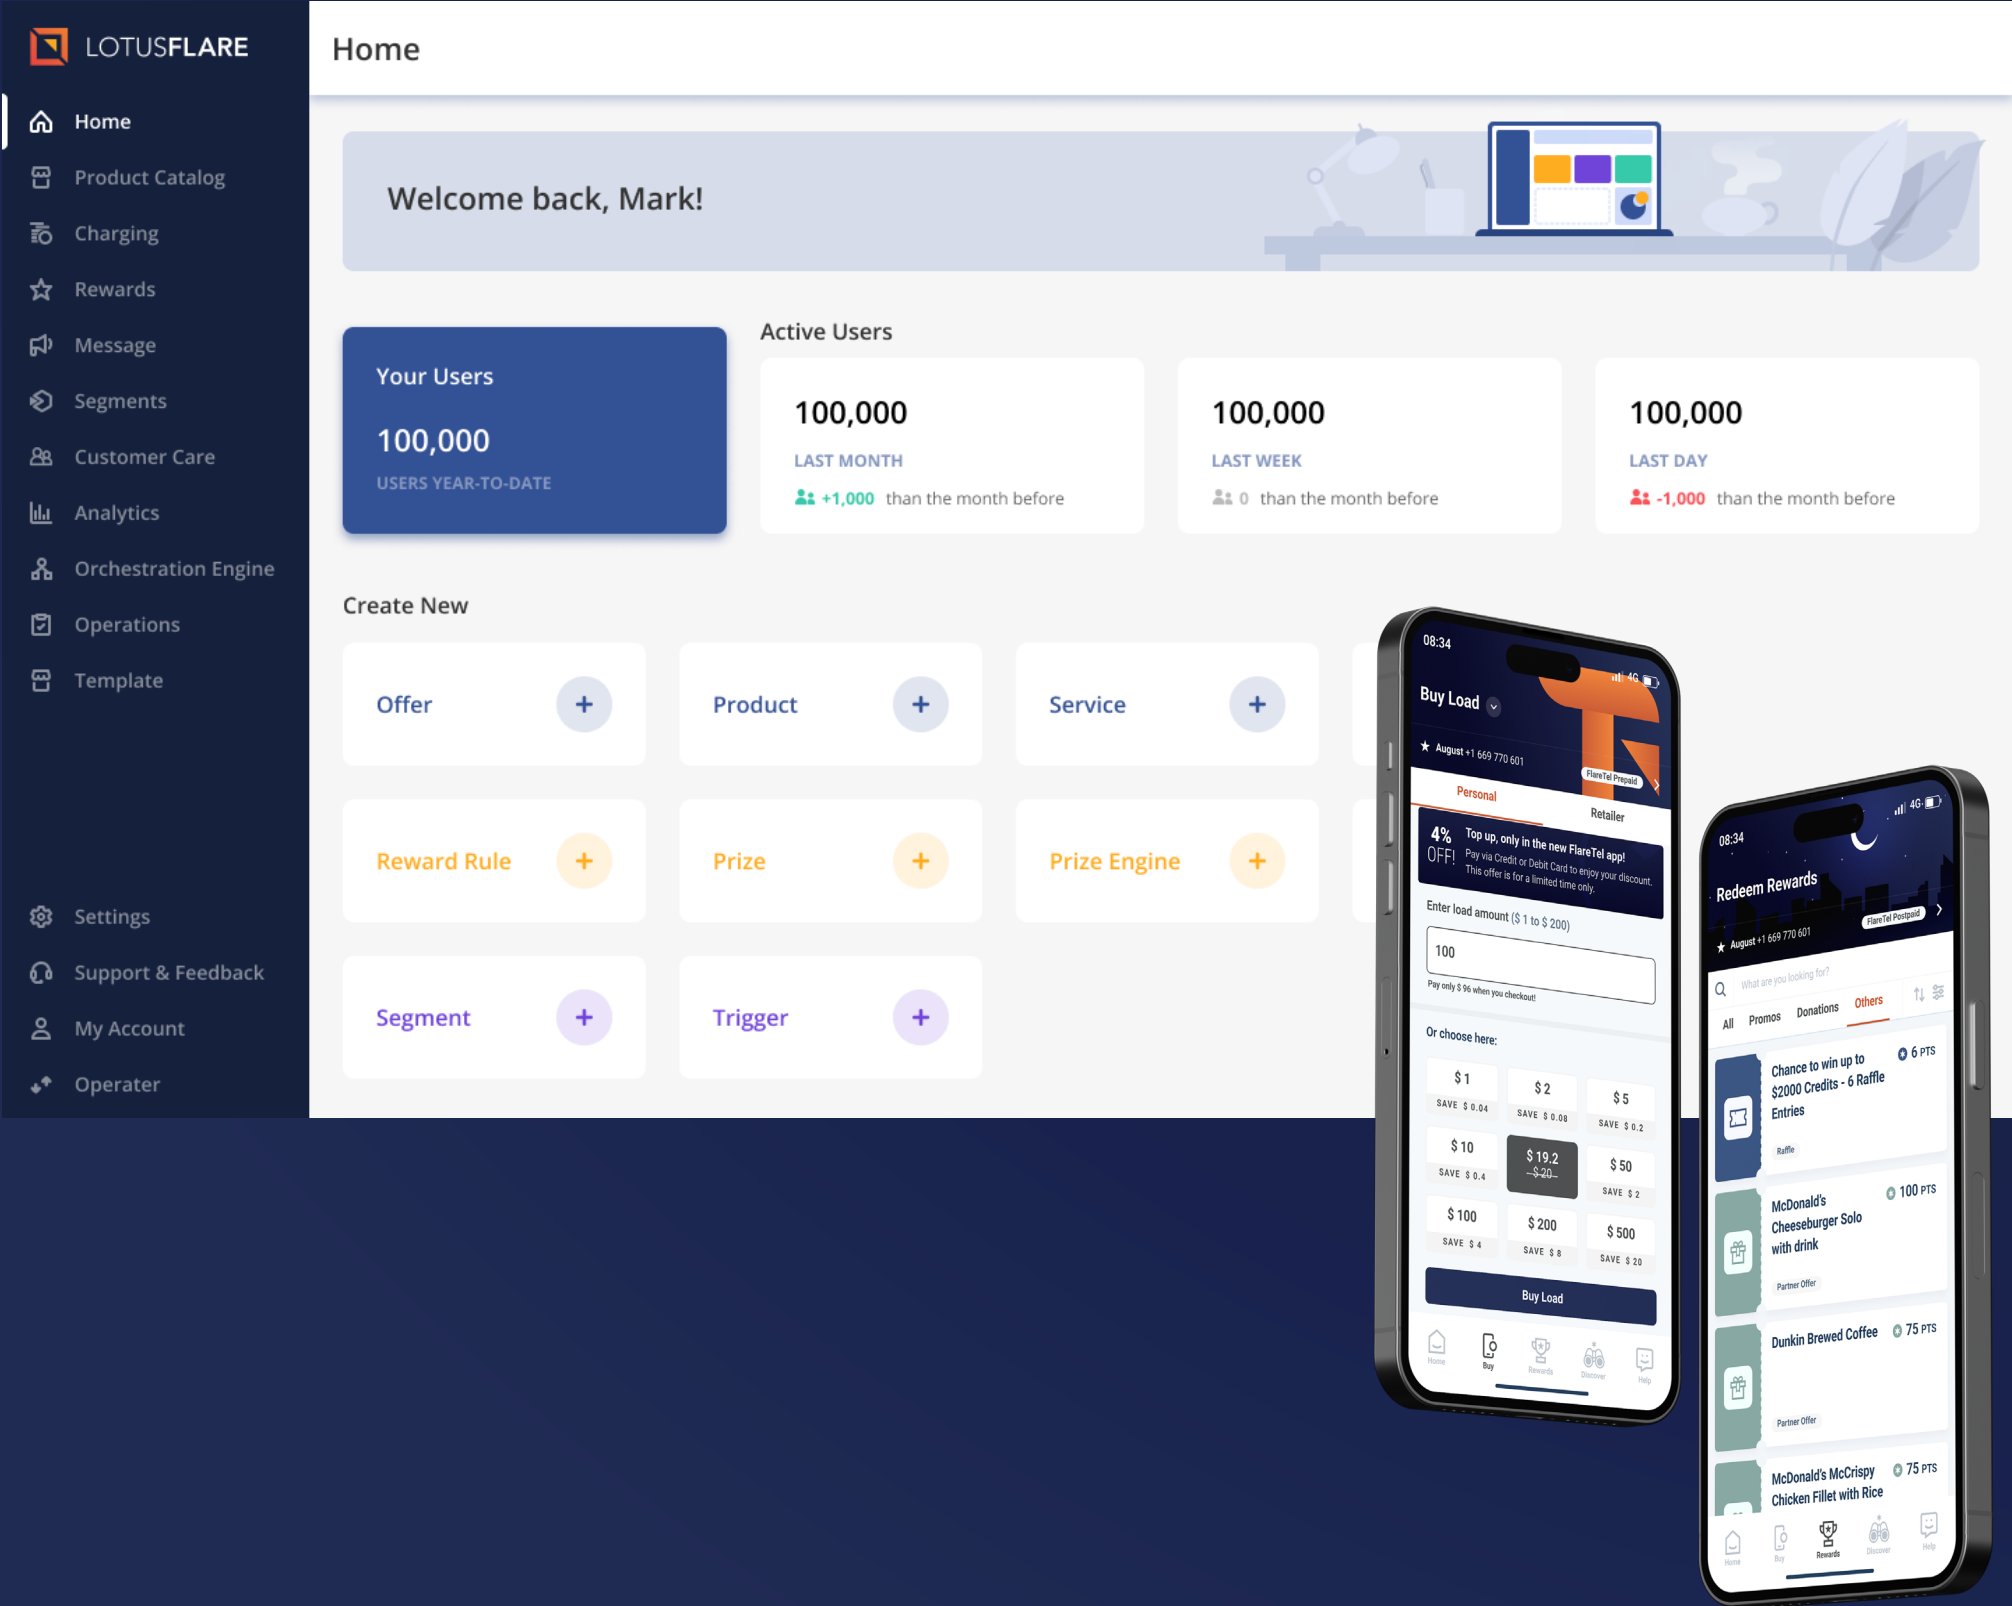 LOTUSFLARE
Home
Product Catalog
Charging
Rewards
Message
Segments
Customer Care
Analytics
Orchestration Engine
Operations
Template
Settings
Support & Feedback
My Account
Operater
Home
Welcome back, Mark!
Your Users
100,000
USERS YEAR-TO-DATE
Active Users
100,000
LAST MONTH
+1,000 than the month before
100,000
LAST WEEK
0 than the month before
100,000
LAST DAY
-1,000 than the month before
Create New
Offer +
Product +
Service +
Reward Rule +
Prize +
Prize Engine +
Segment +
Trigger +
08:34
4G
Buy Load
August +1 669 770 601
FlareTel Prepaid
Personal
Retailer
4% OFF!
Top up, only in the new FlareTel app!
Pay via Credit or Debit Card to enjoy your discount.
This offer is for a limited time only.
Enter load amount ($ 1 to $ 200)
100
Pay only $ 96 when you checkout!
Or choose here:
$ 1
SAVE $ 0.04
$ 2
SAVE $ 0.08
$ 5
SAVE $ 0.2
$ 10
SAVE $ 0.4
$ 19.2
$ 20
$ 50
SAVE $ 2
$ 100
SAVE $ 4
$ 200
SAVE $ 8
$ 500
SAVE $ 20
Buy Load
Home
Buy
Rewards
Discover
Help
08:34
4G
Redeem Rewards
FlareTel Postpaid
August +1 669 770 601
What are you looking for?
All
Promos
Donations
Others
Chance to win up to
$2000 Credits - 6 Raffle
Entries
6 PTS
Raffle
McDonald's
Cheeseburger Solo
with drink
100 PTS
Partner Offer
Dunkin Brewed Coffee
75 PTS
Partner Offer
McDonald's McCrispy
Chicken Fillet with Rice
75 PTS
Home
Buy
Rewards
Discover
Help